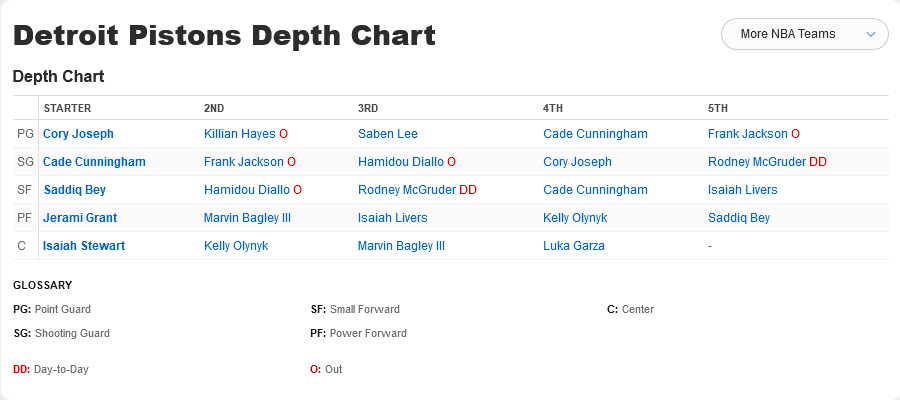 Detroit Pistons Depth Chart
More NBA Teams
Depth Chart
STARTER 2ND 3RD 4TH 5TH
PG Cory Joseph Killian Hayes O Saben Lee Cade Cunningham Frank Jackson O
SG Cade Cunningham Frank Jackson O Hamidou Diallo O Cory Joseph Rodney McGruder DD
SF Saddiq Bey Hamidou Diallo O Rodney McGruder DD Cade Cunningham Isaiah Livers
PF Jerami Grant Marvin Bagley III Isaiah Livers Kelly Olynyk Saddiq Bey
C Isaiah Stewart Kelly Olynyk Marvin Bagley III Luka Garza -
GLOSSARY
PG: Point Guard SF: Small Forward C: Center
SG: Shooting Guard PF: Power Forward
DD: Day-to-Day O: Out